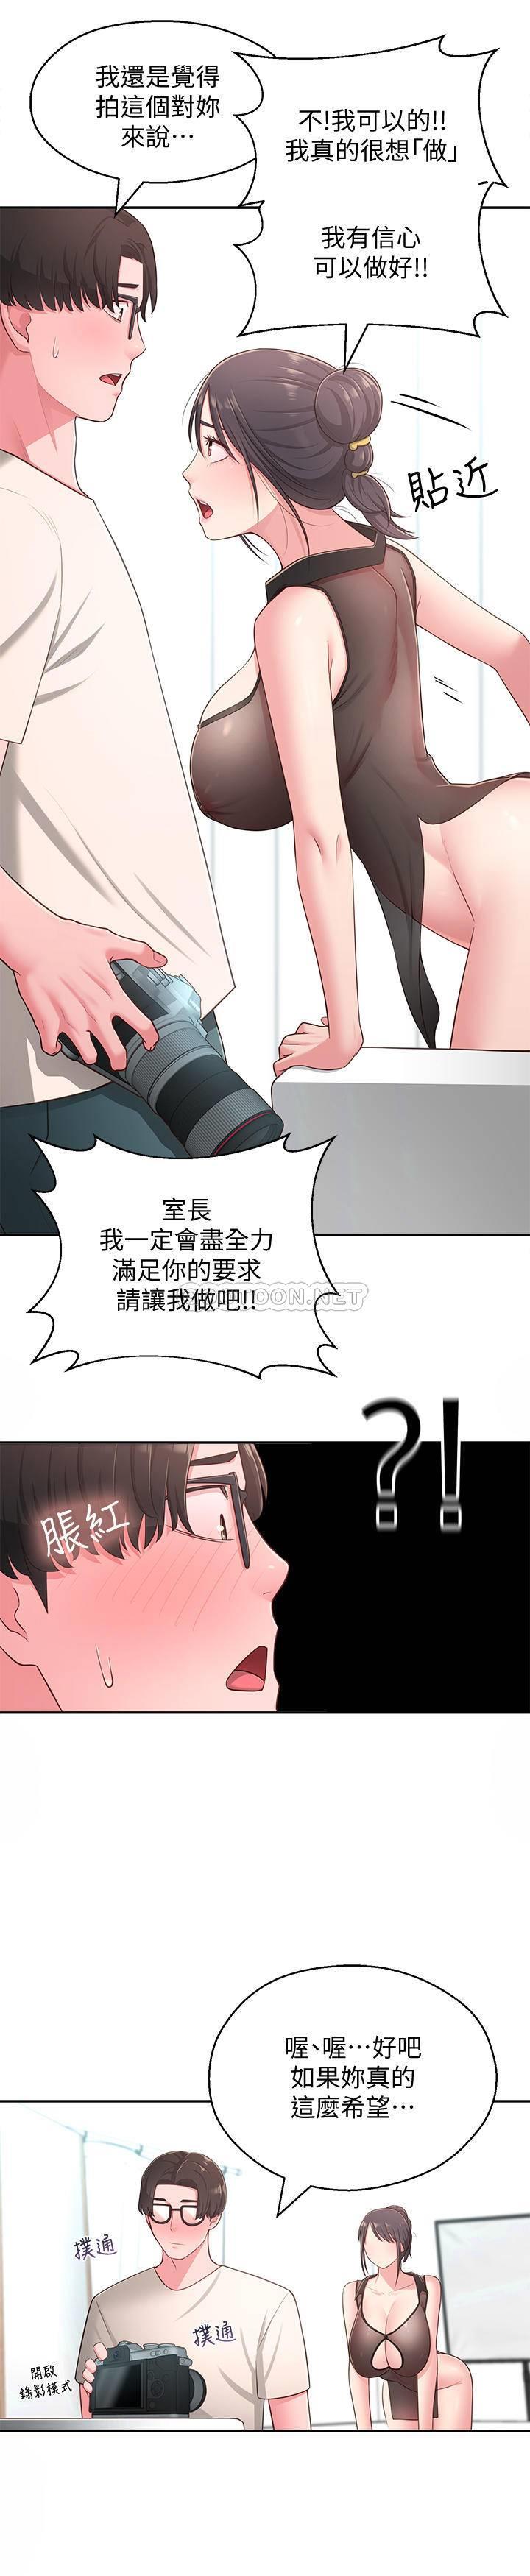 我還是覺得
拍這個對妳
來說⋯
不!我可以的!!
我真的很想「做」
我有信心
可以做好!!
貼近
室長
我一定會盡全力
滿足你的要求
請讓我做吧!!
?!
脹紅
喔、喔⋯好吧
如果妳真的
這麼希望⋯
撲通
撲通
開啟
錄影模式